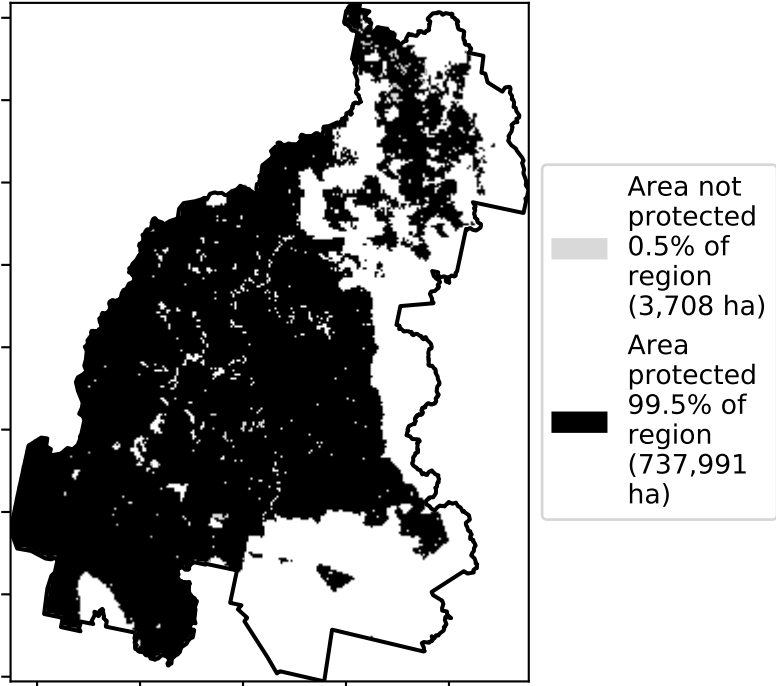 Area not
protected
0.5% of
region
(3,708 ha)
Area
protected
99.5% of
region
(737,991
ha)